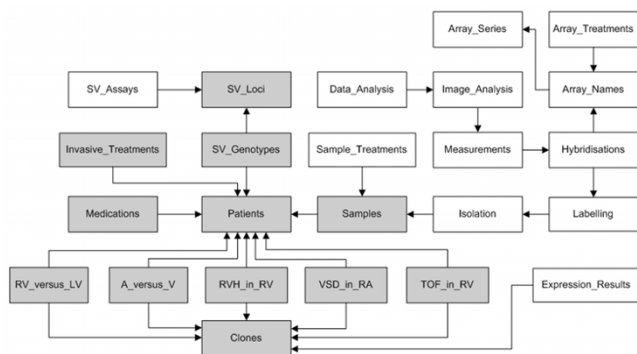 Array_Series
Array_Treatments
SV_Assays
SV_Loci
Data_Analysis
Image_Analysis
Array_Names
Invasive_Treatments
SV_Genotypes
Sample_Treatments
Measurements
Hybridisations
Medications
Patients
Samples
Isolation
Labelling
RV_versus_LV
A_versus_V
RVH_in_RV
VSD_in_RA
TOF_in_RV
Expression_Results
Clones